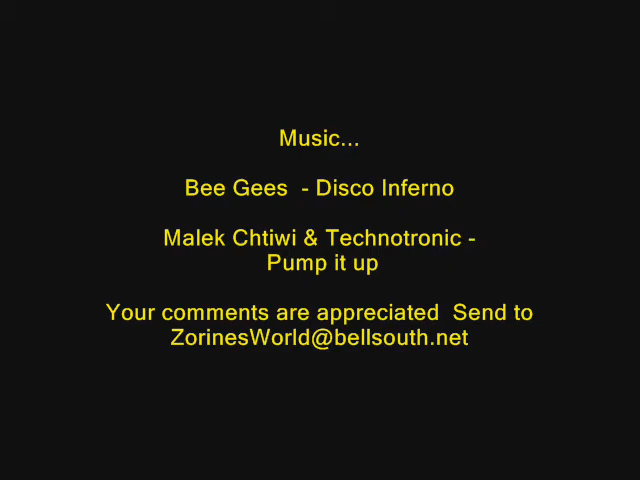 Music...
Bee Gees  - Disco Inferno
Malek Chtiwi & Technotronic -
Pump it up
Your comments are appreciated  Send to
ZorinesWorld@bellsouth.net